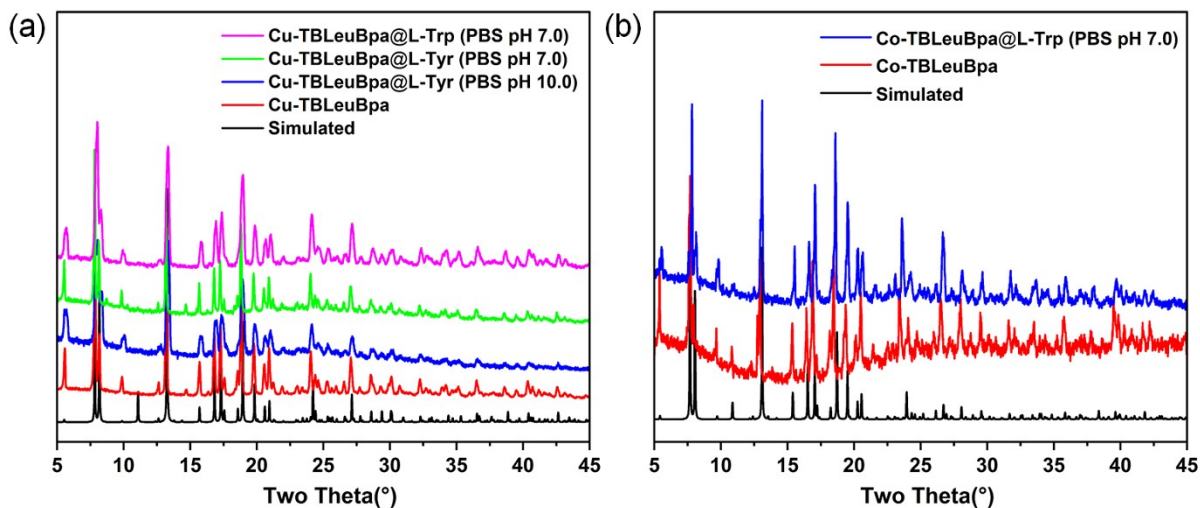 (a)
Cu-TBLeuBpa@L-Trp (PBS pH 7.0)
Cu-TBLeuBpa@L-Tyr (PBS pH 7.0)
Cu-TBLeuBpa@L-Tyr (PBS pH 10.0)
Cu-TBLeuBpa
Simulated
5 10 15 20 25 30 35 40 45
Two Theta(°)
(b)
Co-TBLeuBpa@L-Trp (PBS pH 7.0)
Co-TBLeuBpa
Simulated
5 10 15 20 25 30 35 40 45
Two Theta(°)